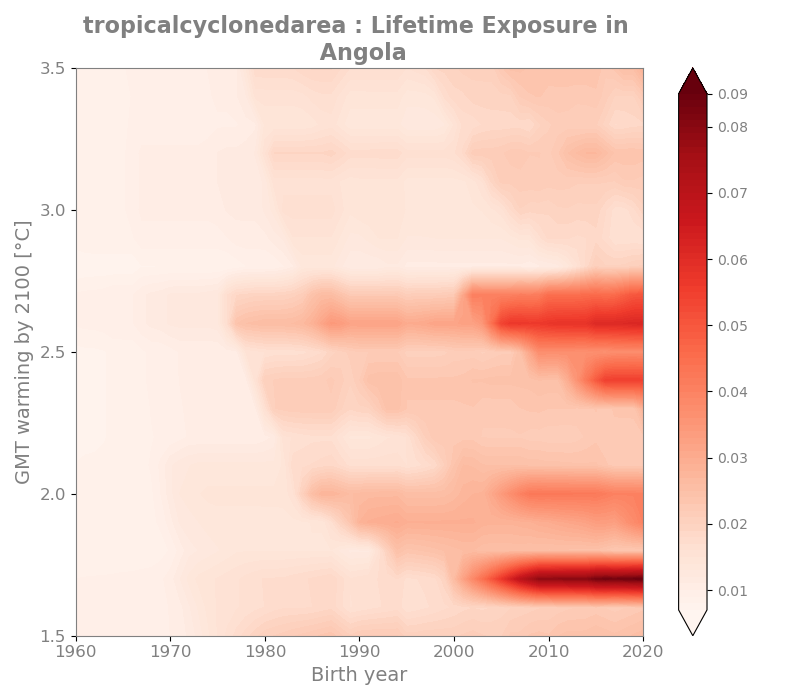 tropicalcyclonedarea : Lifetime Exposure in
Angola
3.5
3.0
2.5
2.0
1.5
GMT warming by 2100 [°C]
1960 1970 1980 1990 2000 2010 2020
Birth year
0.09
0.08
0.07
0.06
0.05
0.04
0.03
0.02
0.01